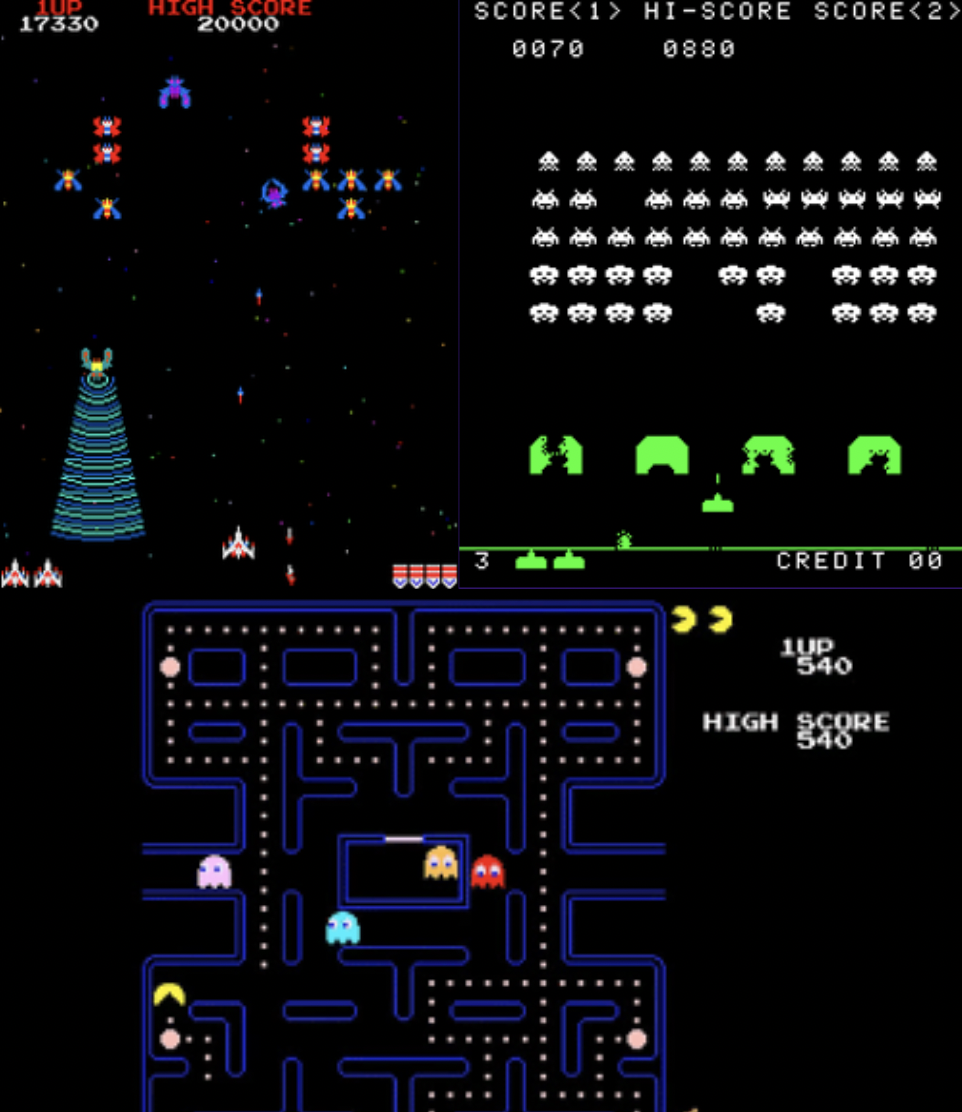 1UP HIGH SCORE
17330 20000
SCORE<1> HI-SCORE SCORE<2>
0070 0880
3 CREDIT 00
1UP
540
HIGH SCORE
540